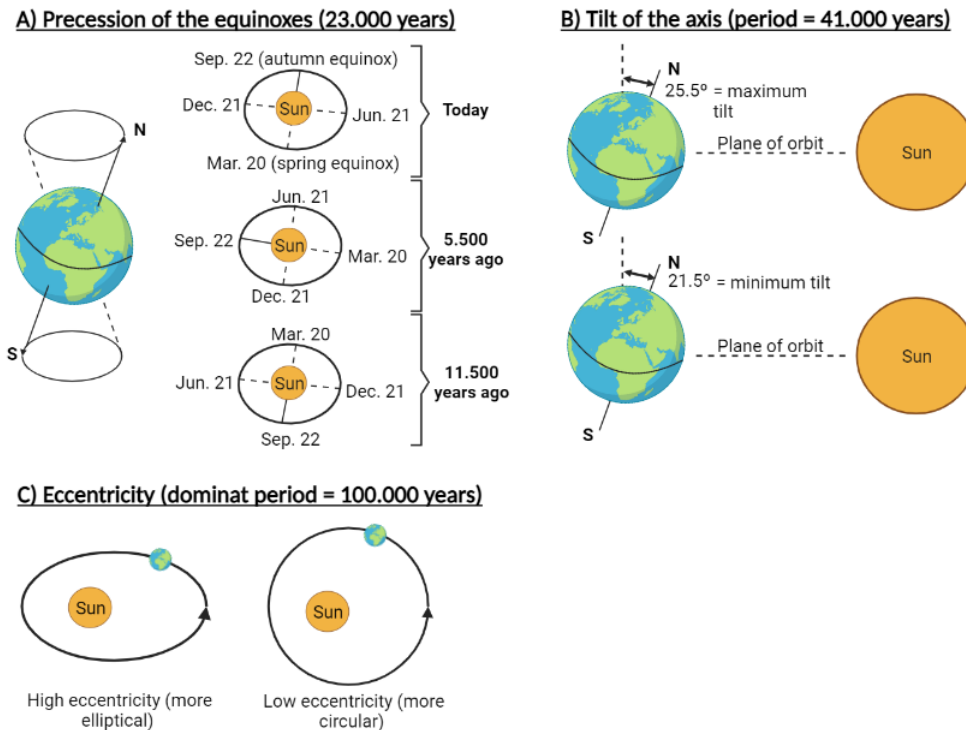 A) Precession of the equinoxes (23.000 years)
Sep. 22 (autumn equinox)
Dec. 21
Sun
Jun. 21
Mar. 20 (spring equinox)
Today
N
S
Jun. 21
Sep. 22
Sun
Mar. 20
Dec. 21
5.500
years ago
Mar. 20
Jun. 21
Sun
Dec. 21
Sep. 22
11.500
years ago
B) Tilt of the axis (period = 41.000 years)
N
25.5º = maximum
tilt
Plane of orbit
Sun
S
N
21.5º = minimum tilt
Plane of orbit
Sun
S
C) Eccentricity (dominat period = 100.000 years)
Sun
High eccentricity (more
elliptical)
Sun
Low eccentricity (more
circular)